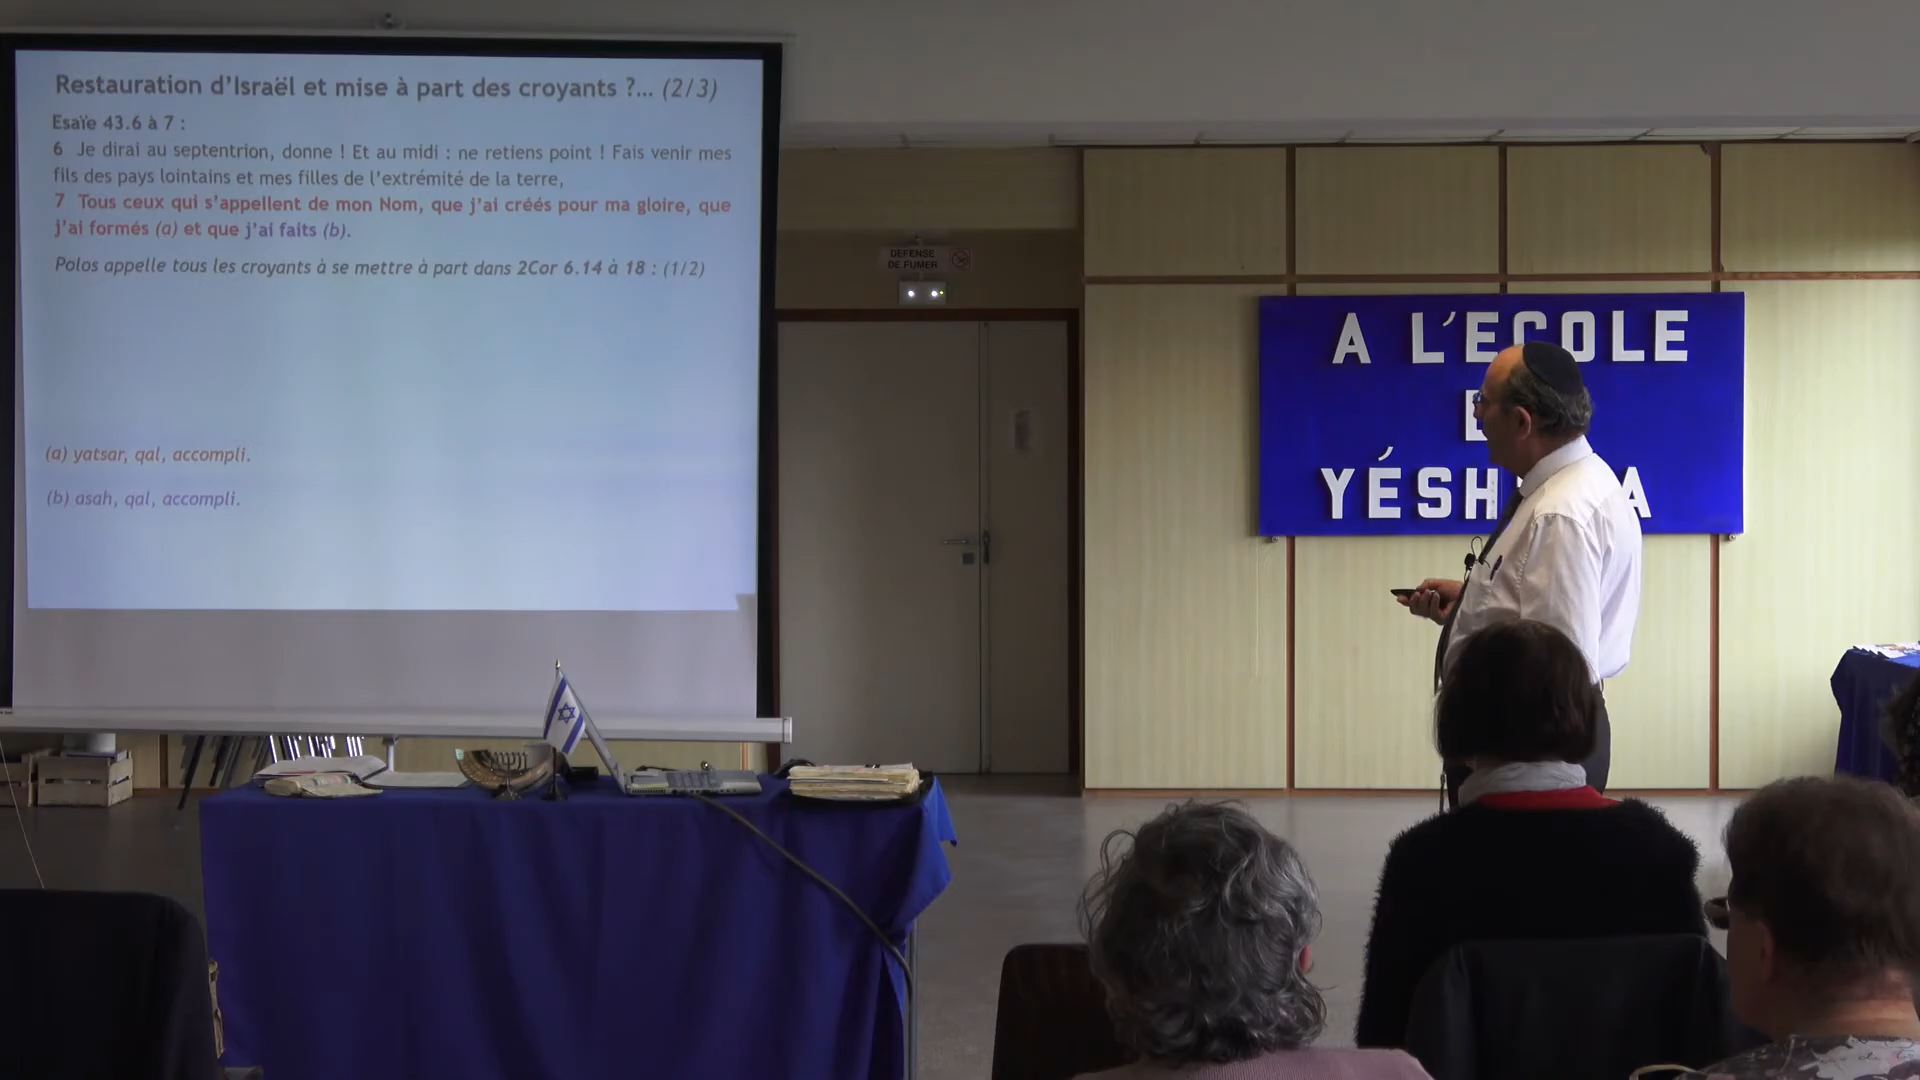 Restauration d’Israël et mise à part des croyants ?... (2/3)
Esaïe 43.6 à 7 :
6 Je dirai au septentrion, donne ! Et au midi : ne retiens point ! Fais venir mes
fils des pays lointains et mes filles de l’extrémité de la terre,
7 Tous ceux qui s’appellent de mon Nom, que j’ai créés pour ma gloire, que
j’ai formés (a) et que j’ai faits (b).
Polos appelle tous les croyants à se mettre à part dans 2Cor 6.14 à 18 : (1/2)
(a) yatsar, qal, accompli.
(b) asah, qal, accompli.
DEFENSE
DE FUMER
A L'ECOLE
YÉSH A